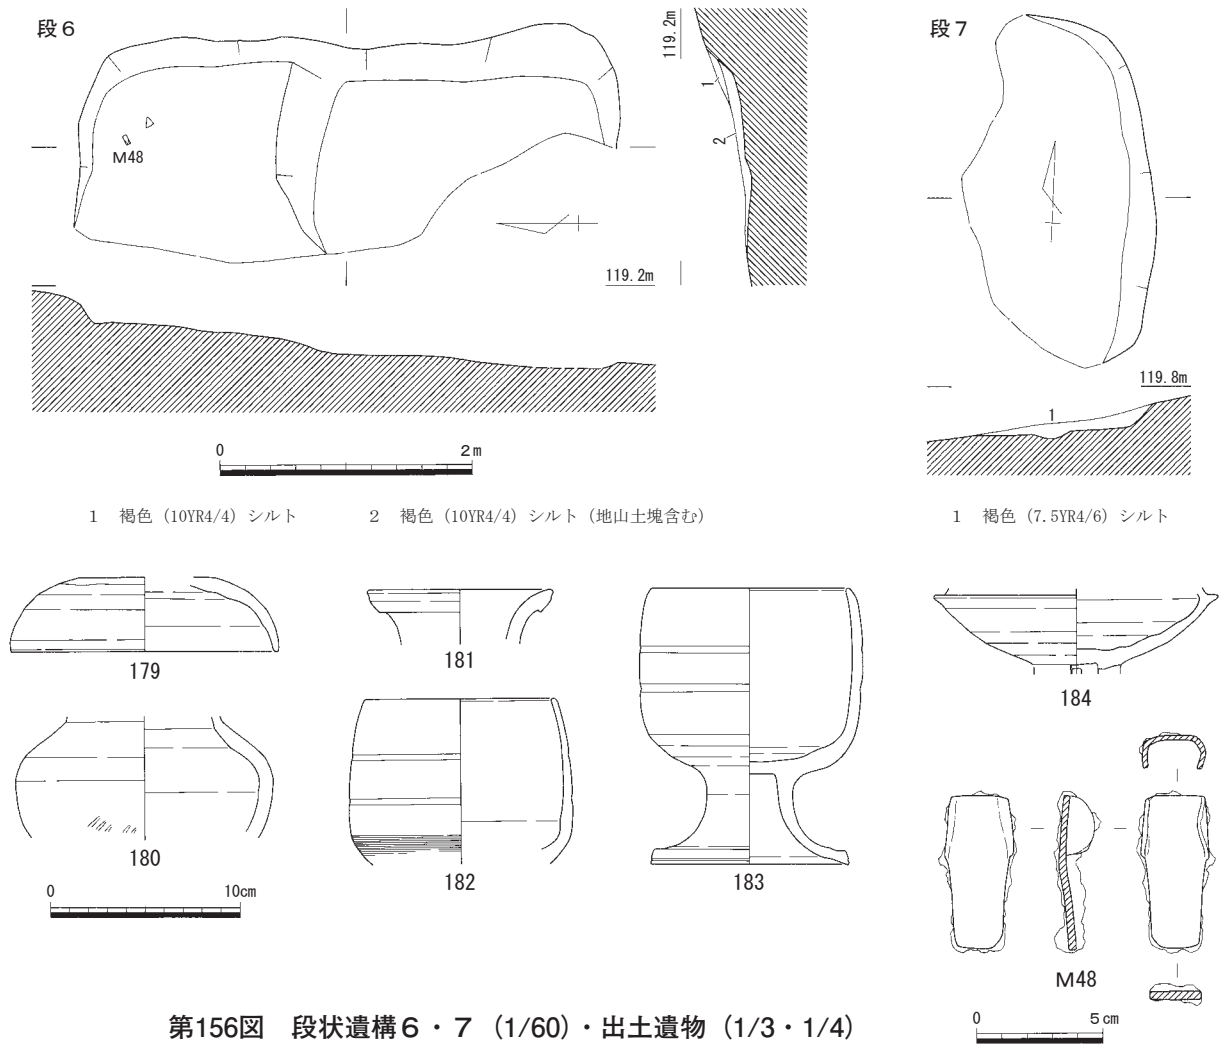 段６
M48
119.2m
119.2m
1
2
段７
119.8m
1
0 2m
1 褐色（10YR4/4）シルト
2 褐色（10YR4/4）シルト（地山土塊含む）
1 褐色（7.5YR4/6）シルト
179
180
181
182
183
184
M48
0 10cm
0 5cm
第156図 段状遺構６・７（1/60）・出土遺物（1/3・1/4）